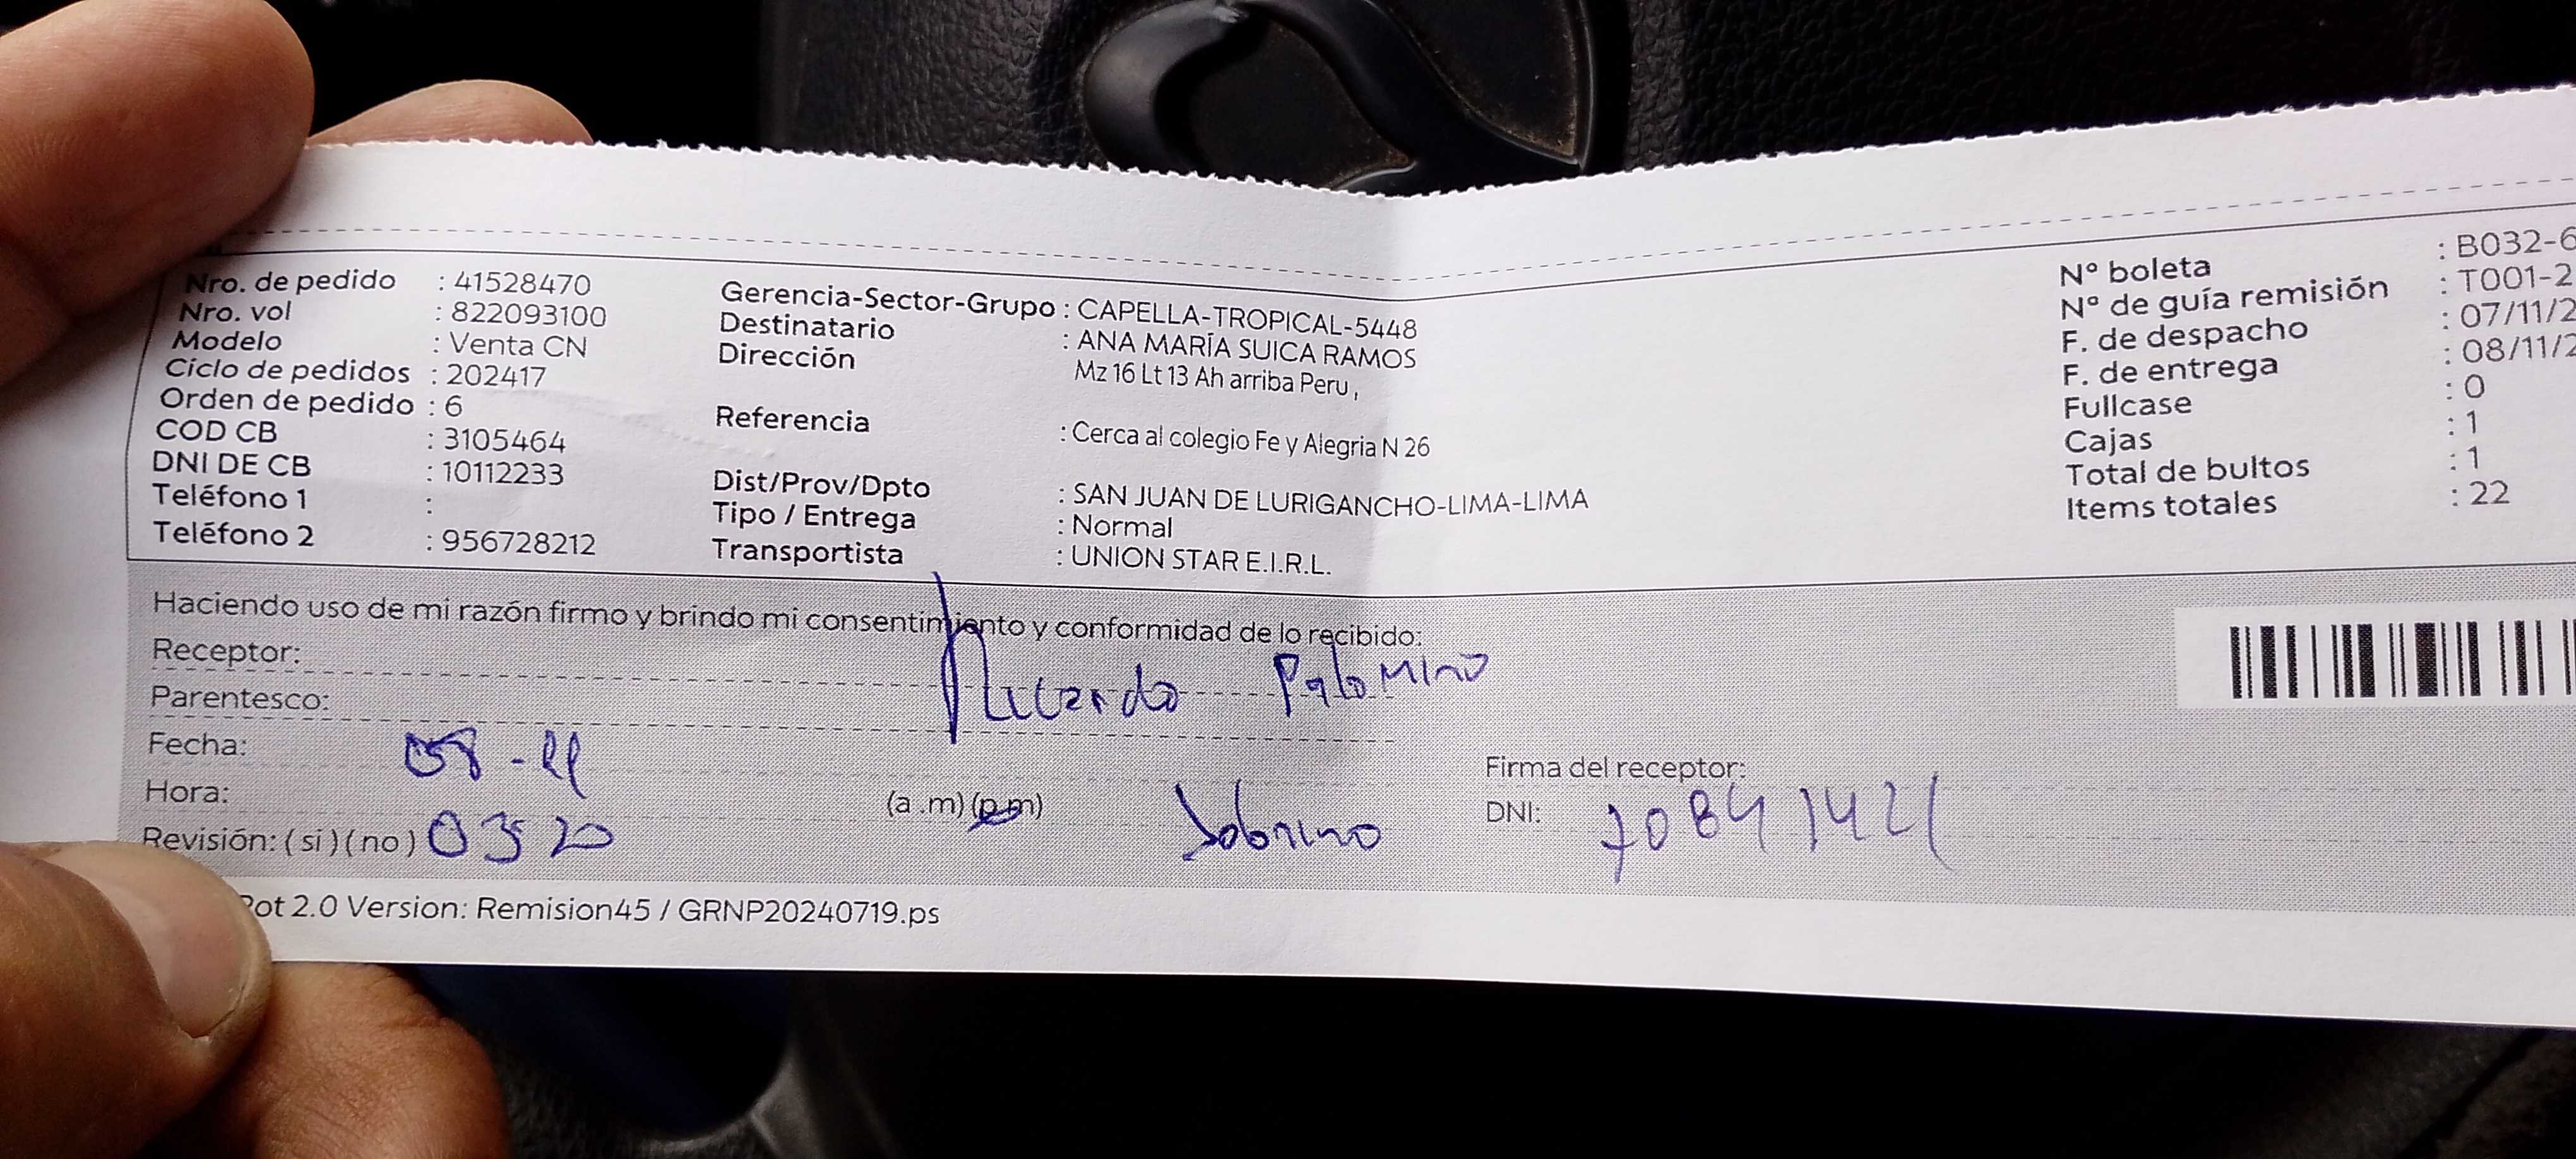 Nro. de pedido : 41528470
Nro. vol : 822093100
Modelo : Venta CN
Ciclo de pedidos : 202417
Orden de pedido : 6
COD CB : 3105464
DNI DE CB : 10112233
Teléfono 1 :
Teléfono 2 : 956728212
Gerencia-Sector-Grupo : CAPELLA-TROPICAL-5448
Destinatario : ANA MARÍA SUICA RAMOS
Dirección Mz 16 Lt 13 Ah arriba Peru ,
Referencia : Cerca al colegio Fe y Alegria N 26
Dist/Prov/Dpto : SAN JUAN DE LURIGANCHO-LIMA-LIMA
Tipo / Entrega : Normal
Transportista : UNION STAR E.I.R.L.
N° boleta : B032-6
N° de guía remisión : T001-2
F. de despacho : 07/11/2
F. de entrega : 08/11/2
Fullcase : 0
Cajas : 1
Total de bultos : 1
Items totales : 22
Haciendo uso de mi razón firmo y brindo mi consentimiento y conformidad de lo recibido:
Receptor: Ricardo Palomino
Parentesco:
Fecha: 08-11
Hora: (a .m) (p.m) Sobrino
Revisión: ( si ) ( no ) 03 20
Firma del receptor:
DNI: 70841421
Pot 2.0 Version: Remision45 / GRNP20240719.ps